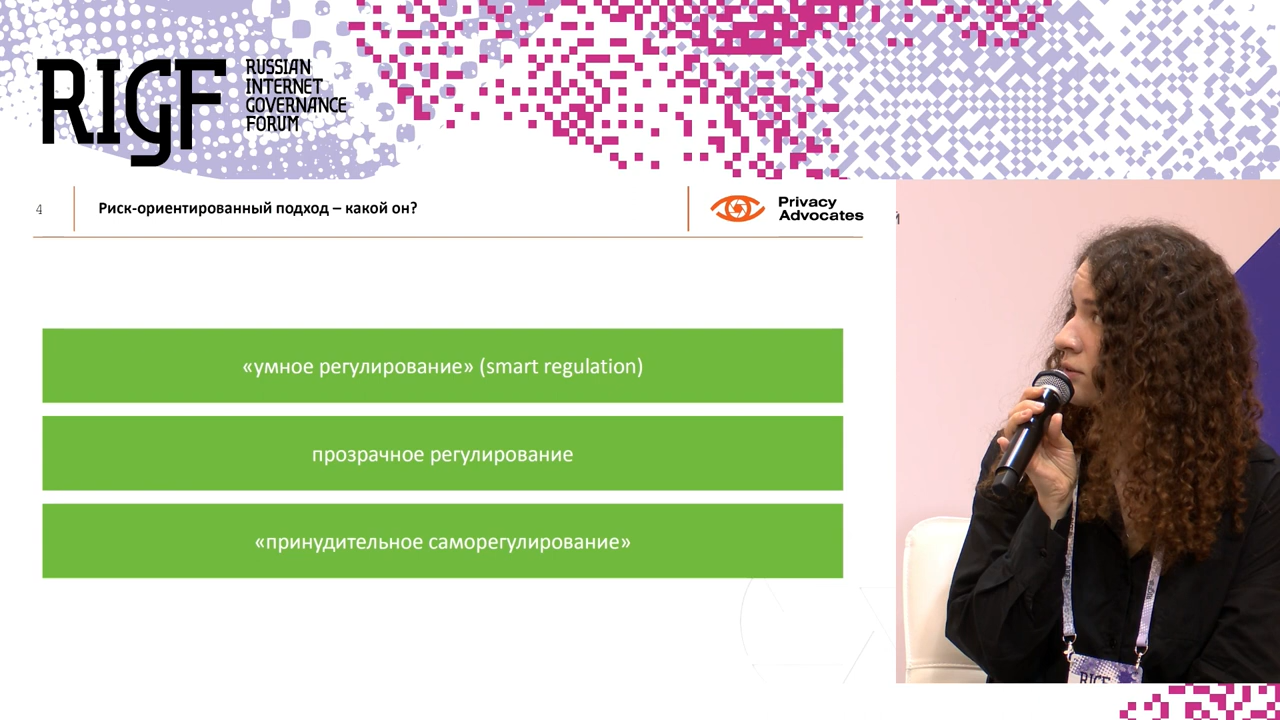 RIGF
RUSSIAN
INTERNET
GOVERNANCE
FORUM
4
Риск-ориентированный подход – какой он?
Privacy
Advocates
й
«умное регулирование» (smart regulation)
прозрачное регулирование
«принудительное саморегулирование»
RIGF